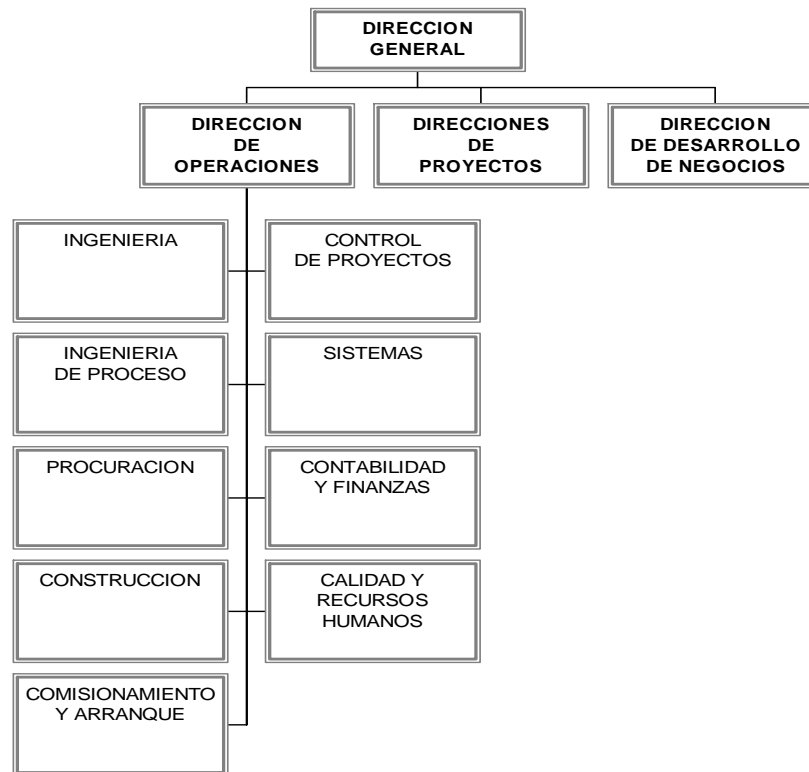 DIRECCION
GENERAL
DIRECCION
DE
OPERACIONES
DIRECCIONES
DE
PROYECTOS
DIRECCION
DE DESARROLLO
DE NEGOCIOS
INGENIERIA
CONTROL
DE PROYECTOS
INGENIERIA
DE PROCESO
SISTEMAS
PROCURACION
CONTABILIDAD
Y FINANZAS
CONSTRUCCION
CALIDAD Y
RECURSOS
HUMANOS
COMISIONAMIENTO
Y ARRANQUE